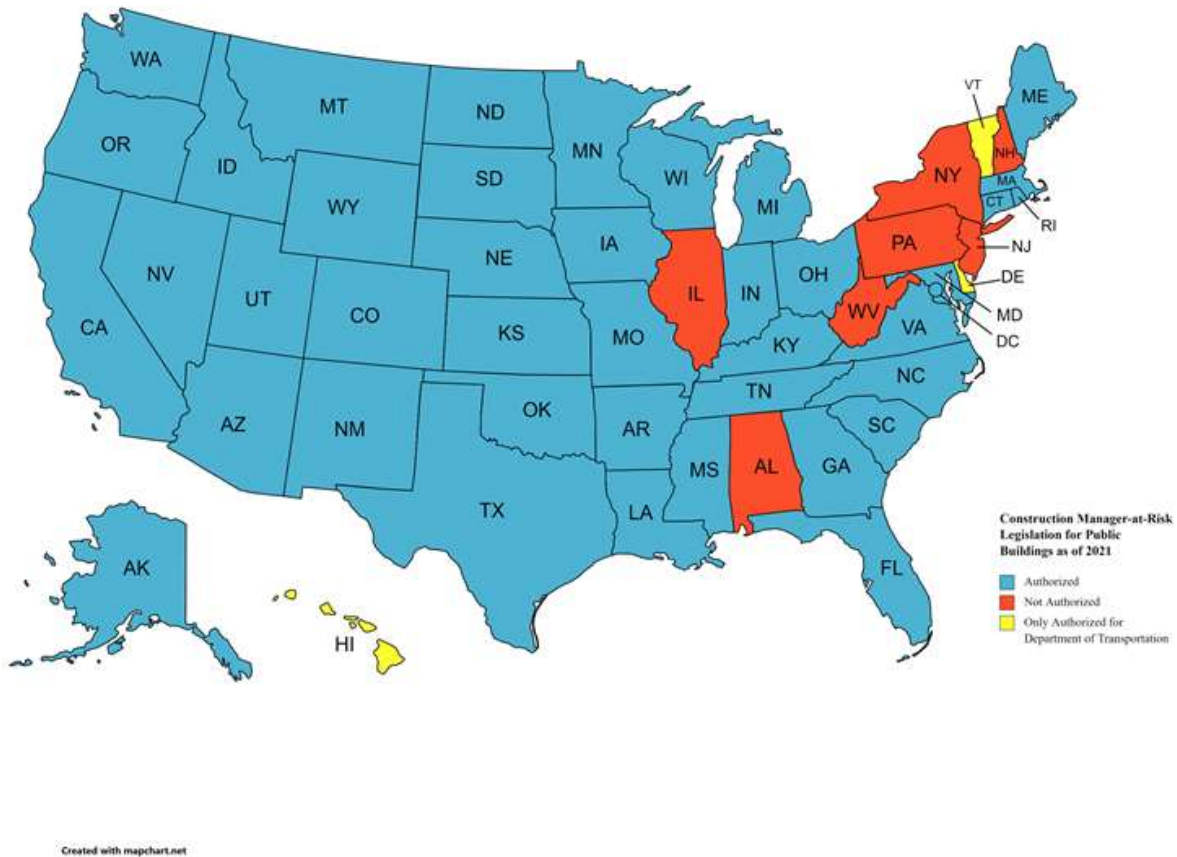 WA
MT
ND
MN
VT
ME
OR
ID
SD
WI
NY
NH
WY
MI
MA
CT
RI
IA
PA
NJ
NV
NE
OH
DE
UT
IL
IN
MD
CA
CO
KS
MO
WV
VA
DC
KY
NC
TN
AZ
NM
OK
AR
SC
MS
AL
GA
TX
LA
FL
AK
HI
Construction Manager-at-Risk
Legislation for Public
Buildings as of 2021
Authorized
Not Authorized
Only Authorized for
Department of Transportation
Created with mapchart.net